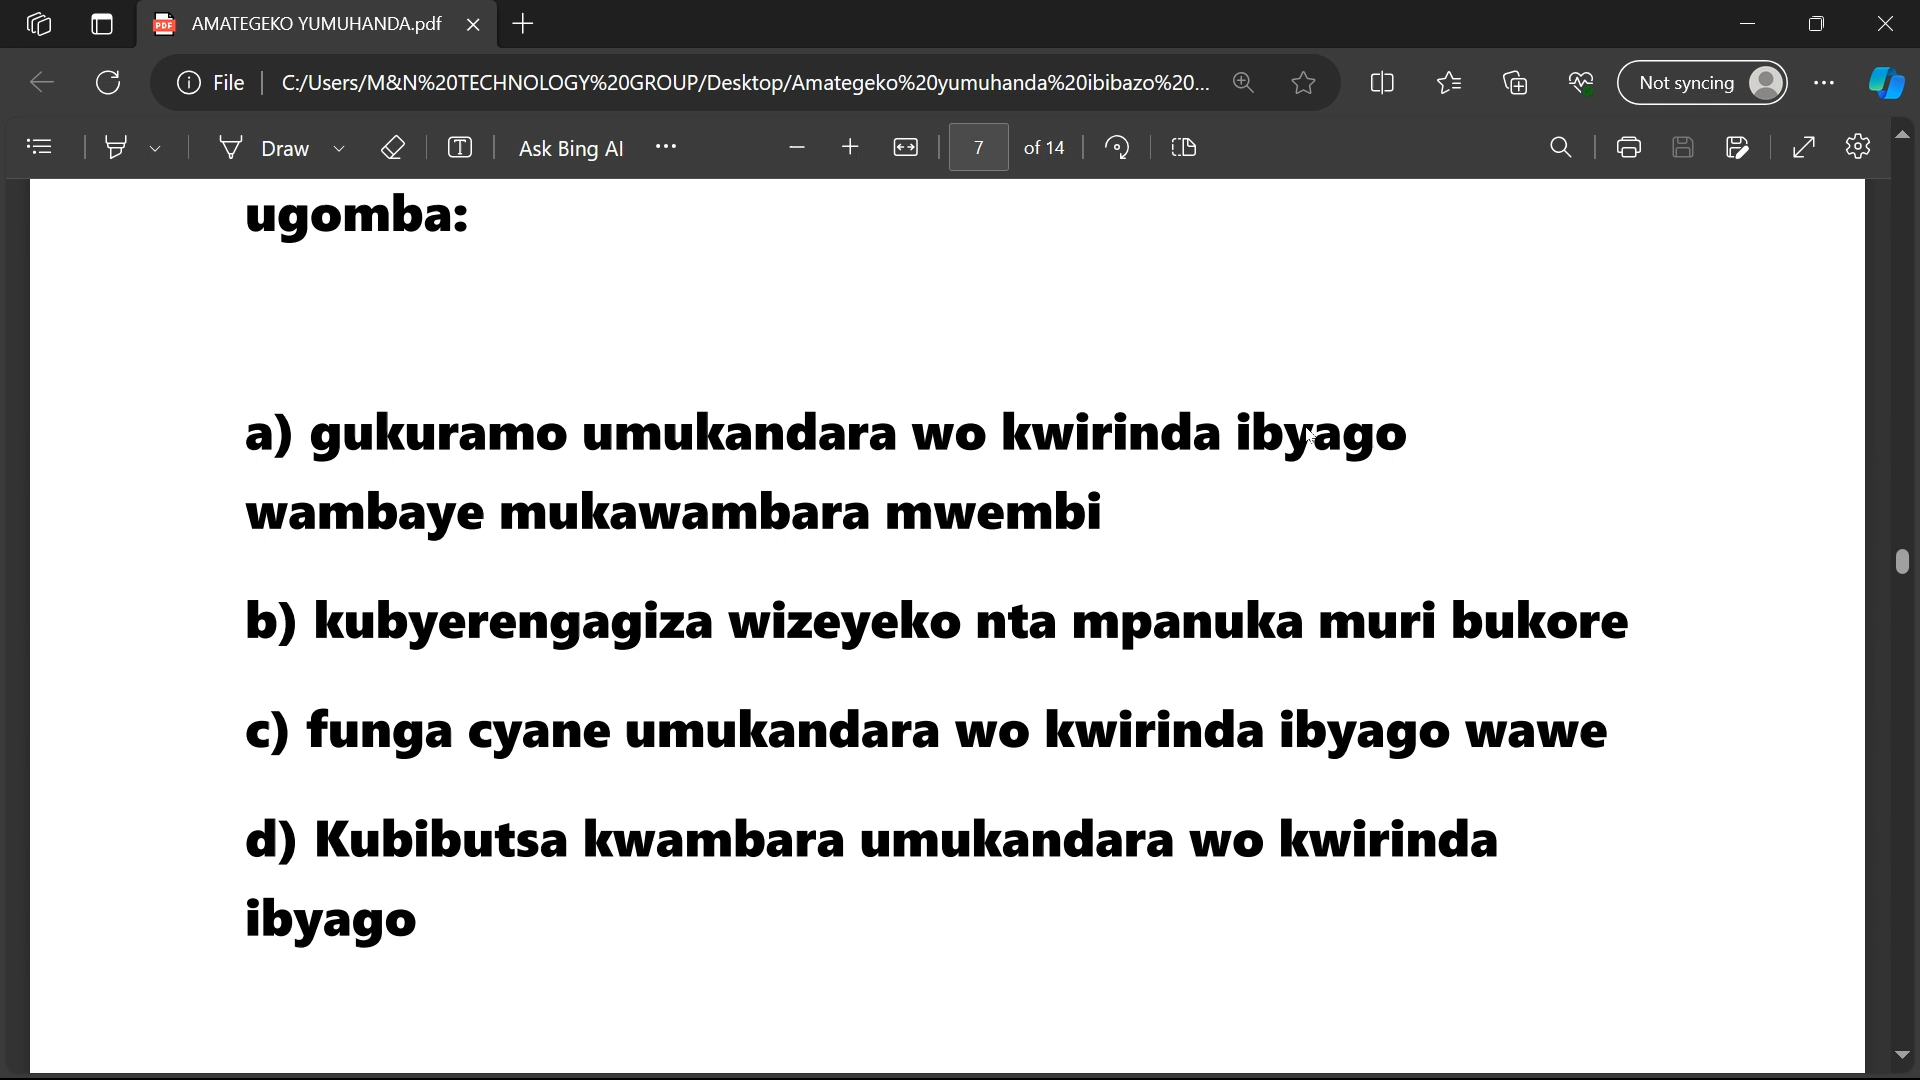 AMATEGEKO YUMUHANDA.pdf
File
C:/Users/M&N%20TECHNOLOGY%20GROUP/Desktop/Amategeko%20yumuhanda%20ibibazo%20...
Not syncing
Draw
Ask Bing AI
7 of 14
ugomba:
a) gukuramo umukandara wo kwirinda ibyago
wambaye mukawambara mwembi
b) kubyerengagiza wizeyeko nta mpanuka muri bukore
c) funga cyane umukandara wo kwirinda ibyago wawe
d) Kubibutsa kwambara umukandara wo kwirinda
ibyago